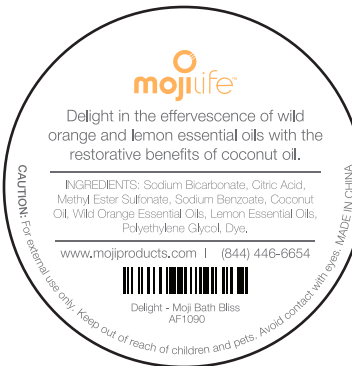 mojilife™
Delight in the effervescence of wild
orange and lemon essential oils with the
restorative benefits of coconut oil.
INGREDIENTS: Sodium Bicarbonate, Citric Acid,
Methyl Ester Sulfonate, Sodium Benzoate, Coconut
Oil, Wild Orange Essential Oils, Lemon Essential Oils,
Polyethylene Glycol, Dye,
www.mojiproducts.com | (844) 446-6654
Delight - Moji Bath Bliss
AF1090
CAUTION: For external use only. Keep out of reach of children and pets. Avoid contact with eyes. MADE IN CHINA